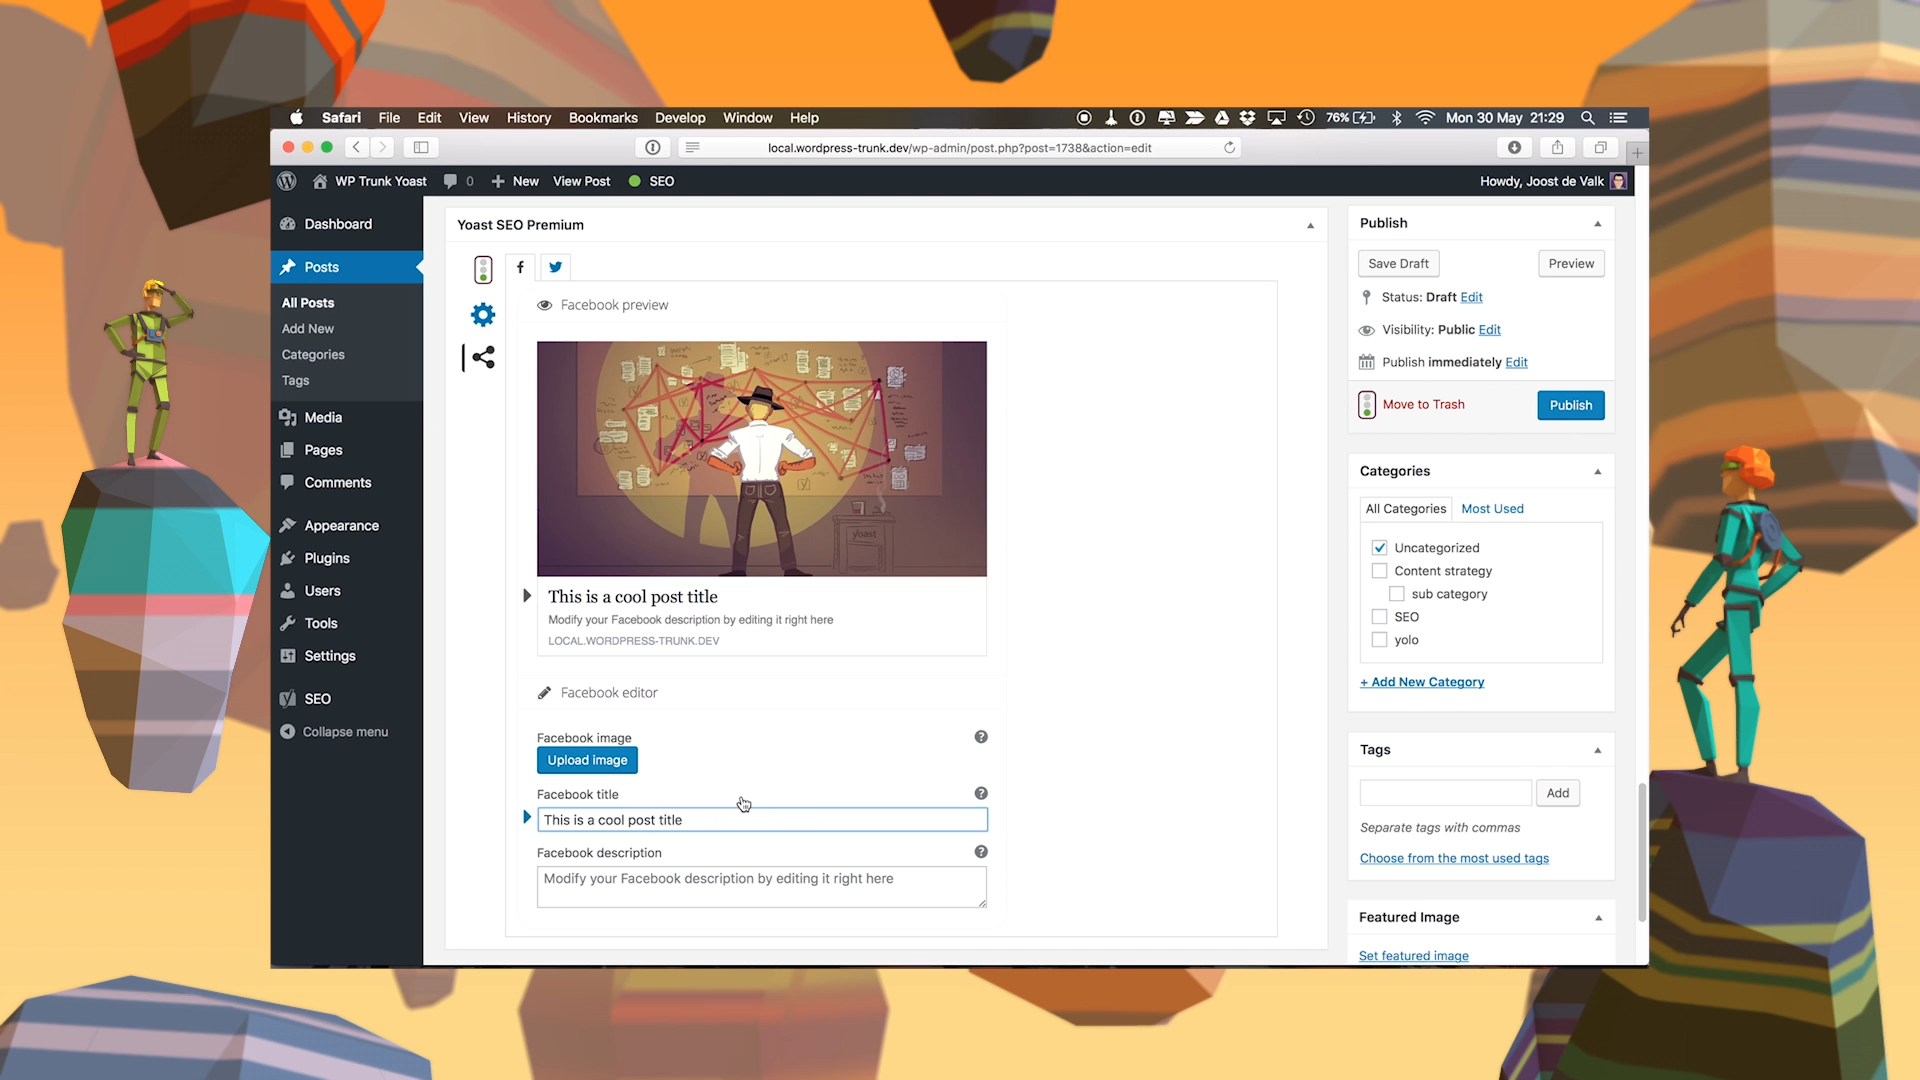 Safari File Edit View History Bookmarks Develop Window Help 76% Mon 30 May 21:29
local.wordpress-trunk.dev/wp-admin/post.php?post=1738&action=edit
WP Trunk Yoast 0 New View Post SEO Howdy, Joost de Valk
Dashboard
Posts
All Posts
Add New
Categories
Tags
Media
Pages
Comments
Appearance
Plugins
Users
Tools
Settings
SEO
Collapse menu
Yoast SEO Premium
Facebook preview
yoast
This is a cool post title
Modify your Facebook description by editing it right here
LOCAL.WORDPRESS-TRUNK.DEV
Facebook editor
Facebook image
Upload image
Facebook title
This is a cool post title
Facebook description
Modify your Facebook description by editing it right here
Publish
Save Draft Preview
Status: Draft Edit
Visibility: Public Edit
Publish immediately Edit
Move to Trash Publish
Categories
All Categories Most Used
Uncategorized
Content strategy
sub category
SEO
yolo
+ Add New Category
Tags
Add
Separate tags with commas
Choose from the most used tags
Featured Image
Set featured image